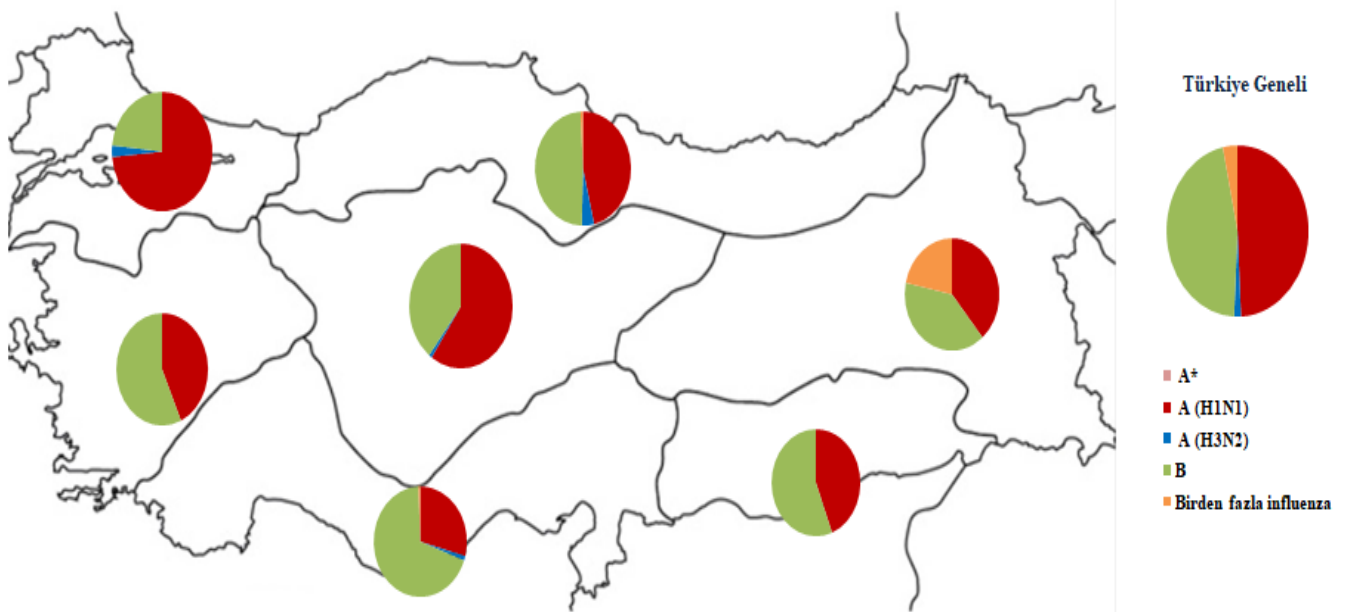 Türkiye Geneli
A*
A (H1N1)
A (H3N2)
B
Birden fazla influenza